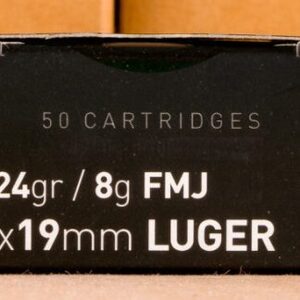 50 CARTRIDGES
24gr / 8g FMJ
x19mm LUGER